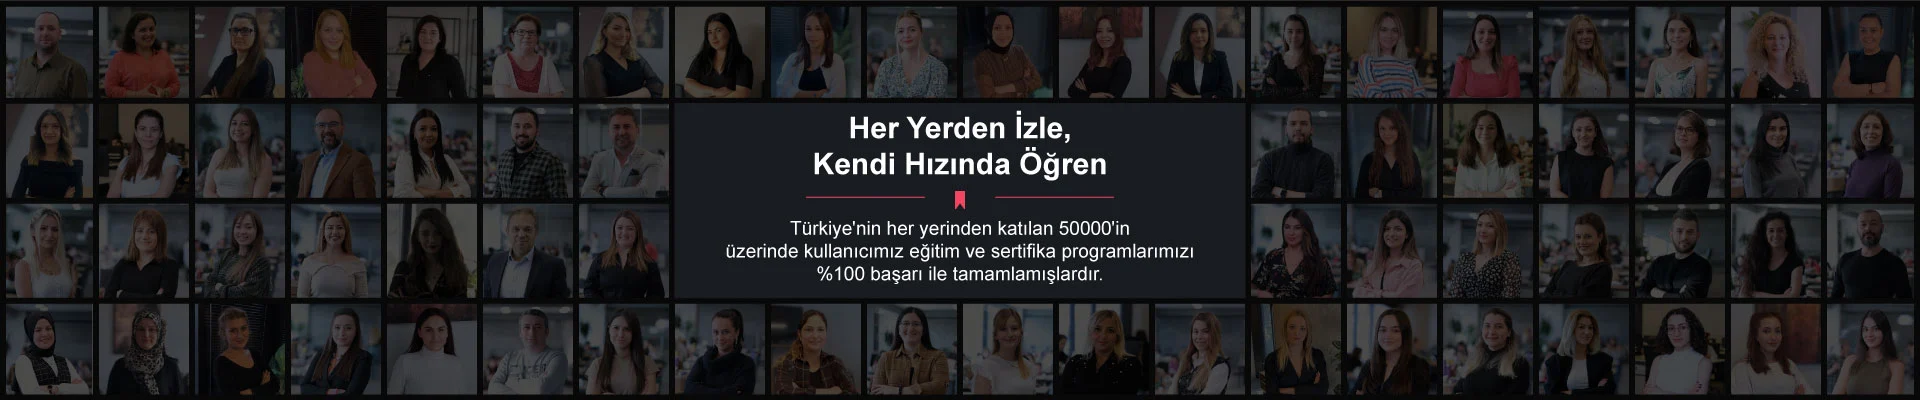 Her Yerden İzle,
Kendi Hızında Öğren
Türkiye'nin her yerinden katılan 50000'in
üzerinde kullanıcımız eğitim ve sertifika programlarımızı
%100 başarı ile tamamlamışlardır.